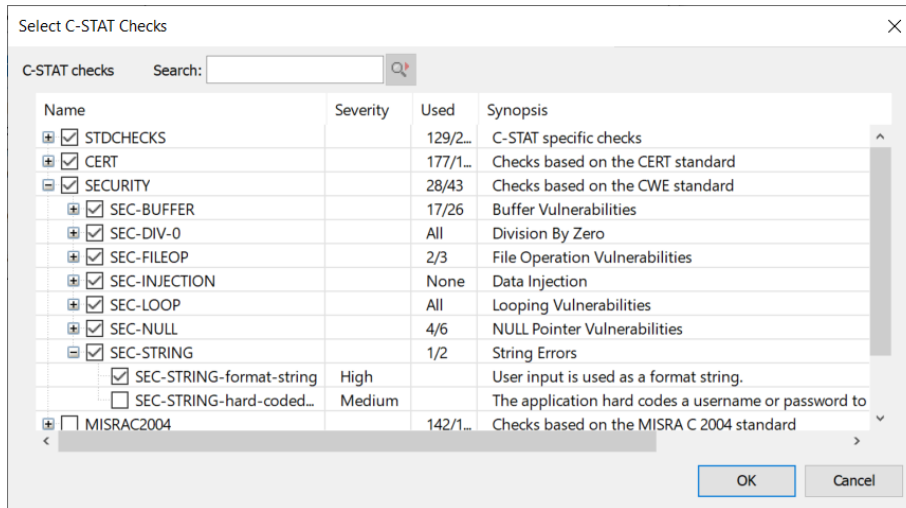 Select C-STAT Checks
C-STAT checks Search:
Name Severity Used Synopsis
STDCHECKS 129/2... C-STAT specific checks
CERT 177/1... Checks based on the CERT standard
SECURITY 28/43 Checks based on the CWE standard
SEC-BUFFER 17/26 Buffer Vulnerabilities
SEC-DIV-0 All Division By Zero
SEC-FILEOP 2/3 File Operation Vulnerabilities
SEC-INJECTION None Data Injection
SEC-LOOP All Looping Vulnerabilities
SEC-NULL 4/6 NULL Pointer Vulnerabilities
SEC-STRING 1/2 String Errors
SEC-STRING-format-string High User input is used as a format string.
SEC-STRING-hard-coded... Medium The application hard codes a username or password to
MISRAC2004 142/1... Checks based on the MISRA C 2004 standard
OK Cancel